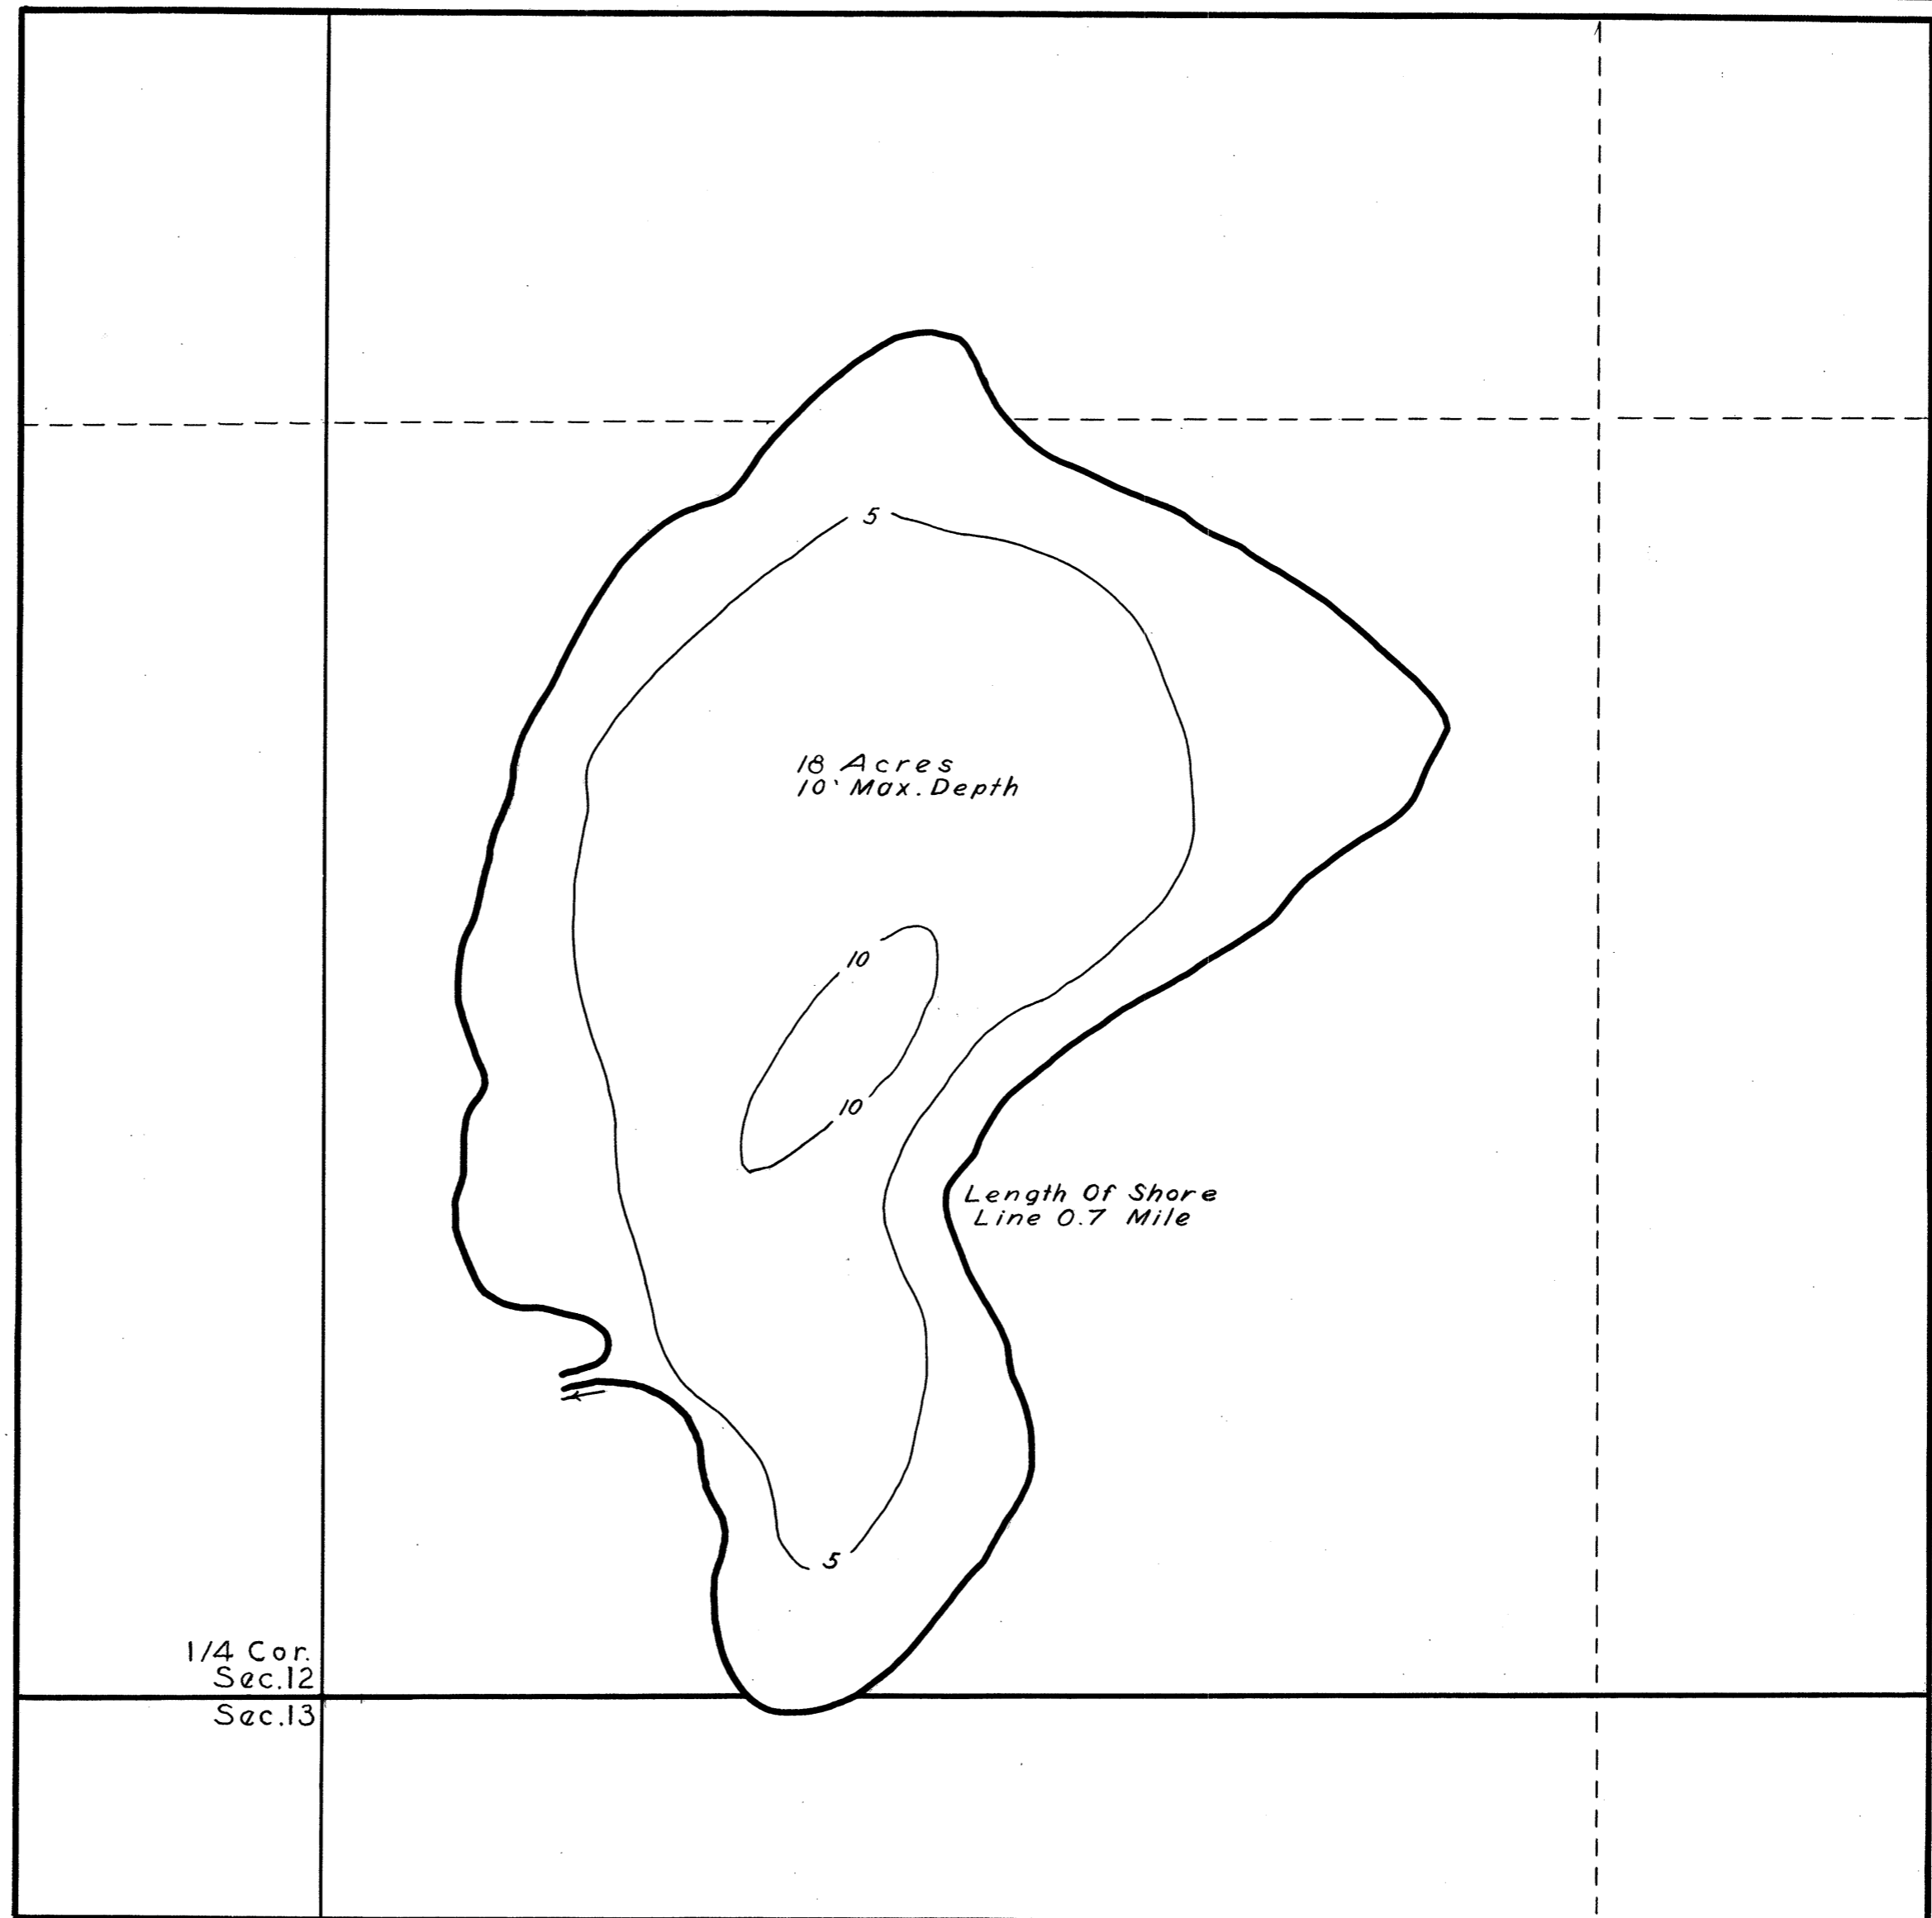 5
18 Acres
10' Max. Depth
10
10
Length Of Shore
Line 0.7 Mile
5
1/4 Cor.
Sec.12
Sec.13